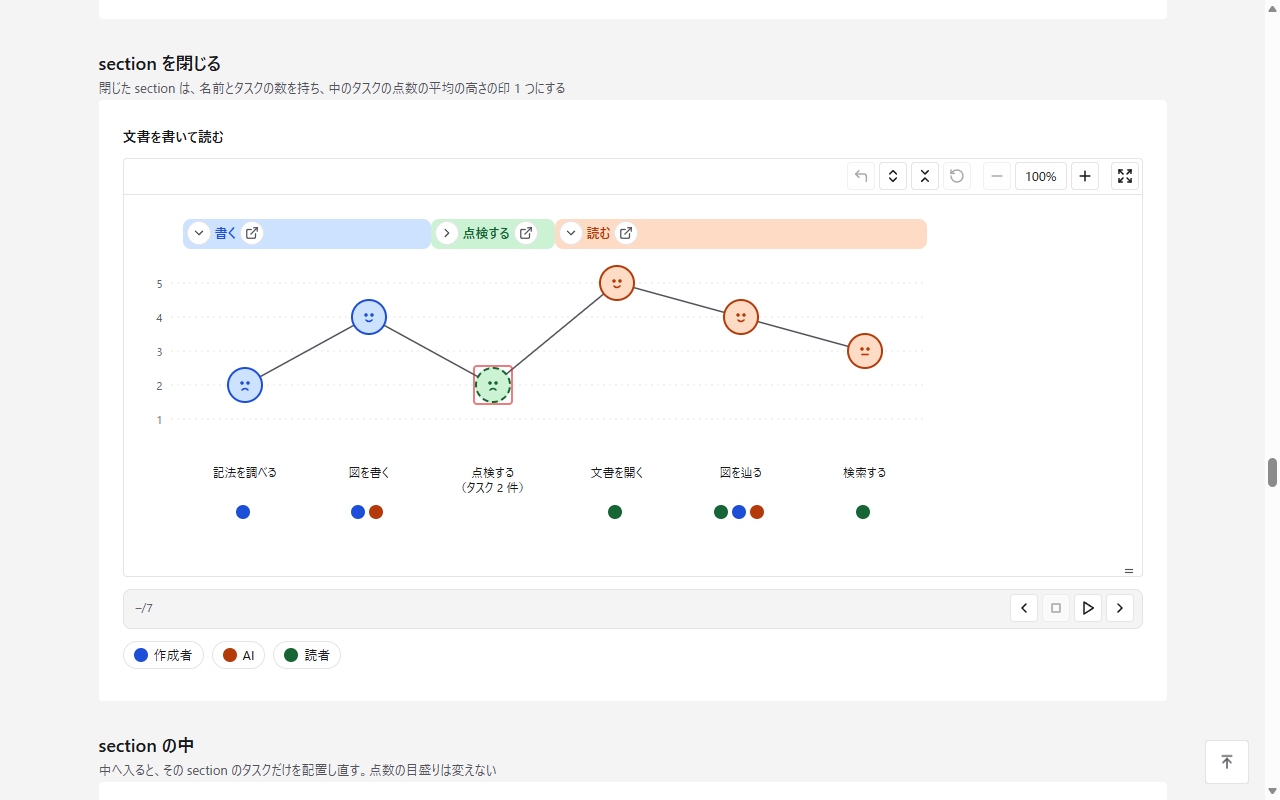 section を閉じる
閉じた section は、名前とタスクの数を持ち、中のタスクの点数の平均の高さの印 1 つにする
文書を書いて読む
100%
書く
点検する
読む
5
4
3
2
1
記法を調べる
図を書く
点検する
(タスク 2 件)
文書を開く
図を辿る
検索する
–/7
作成者
AI
読者
section の中
中へ入ると、その section のタスクだけを配置し直す。点数の目盛りは変えない